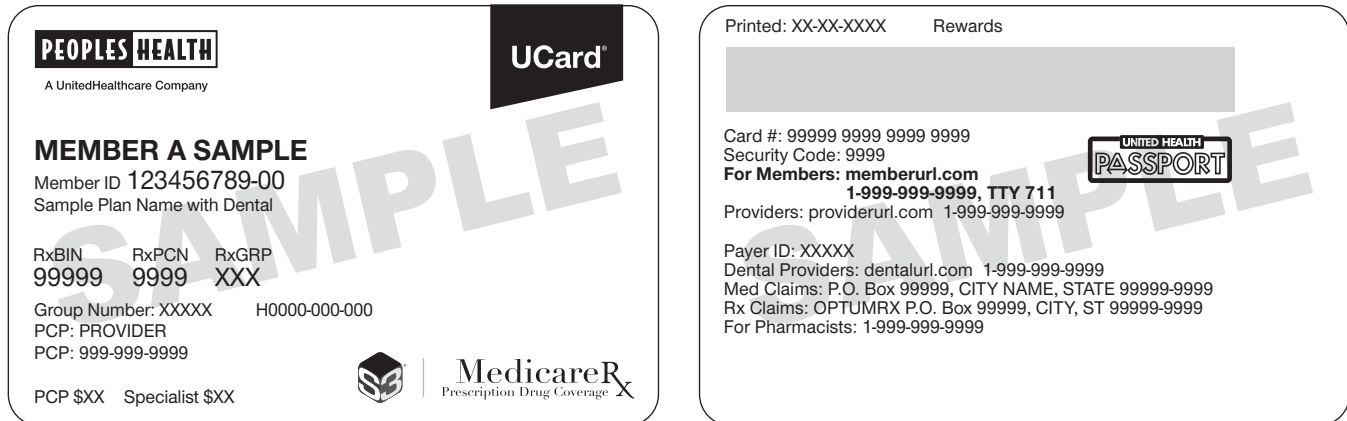 PEOPLES HEALTH
A UnitedHealthcare Company
UCard®
SAMPLE
MEMBER A SAMPLE
Member ID 123456789-00
Sample Plan Name with Dental
RxBIN RxPCN RxGRP
99999 9999 XXX
Group Number: XXXXX H0000-000-000
PCP: PROVIDER
PCP: 999-999-9999
PCP $XX Specialist $XX
S3
MedicareRx
Prescription Drug Coverage
Printed: XX-XX-XXXX Rewards
SAMPLE
Card #: 99999 9999 9999 9999
Security Code: 9999
For Members: memberurl.com
1-999-999-9999, TTY 711
Providers: providerurl.com 1-999-999-9999
UNITED HEALTH
PASSPORT
Payer ID: XXXXX
Dental Providers: dentalurl.com 1-999-999-9999
Med Claims: P.O. Box 99999, CITY NAME, STATE 99999-9999
Rx Claims: OPTUMRX P.O. Box 99999, CITY, ST 99999-9999
For Pharmacists: 1-999-999-9999